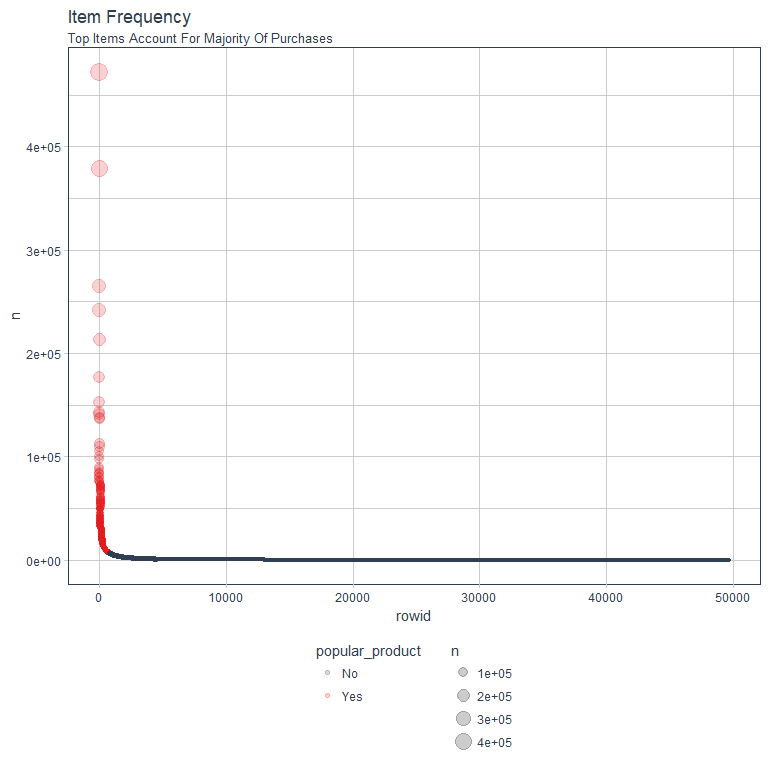 Item Frequency
Top Items Account For Majority Of Purchases
n
4e+05
3e+05
2e+05
1e+05
0e+00
0 10000 20000 30000 40000 50000
rowid
popular_product n
No 1e+05
Yes 2e+05
3e+05
4e+05